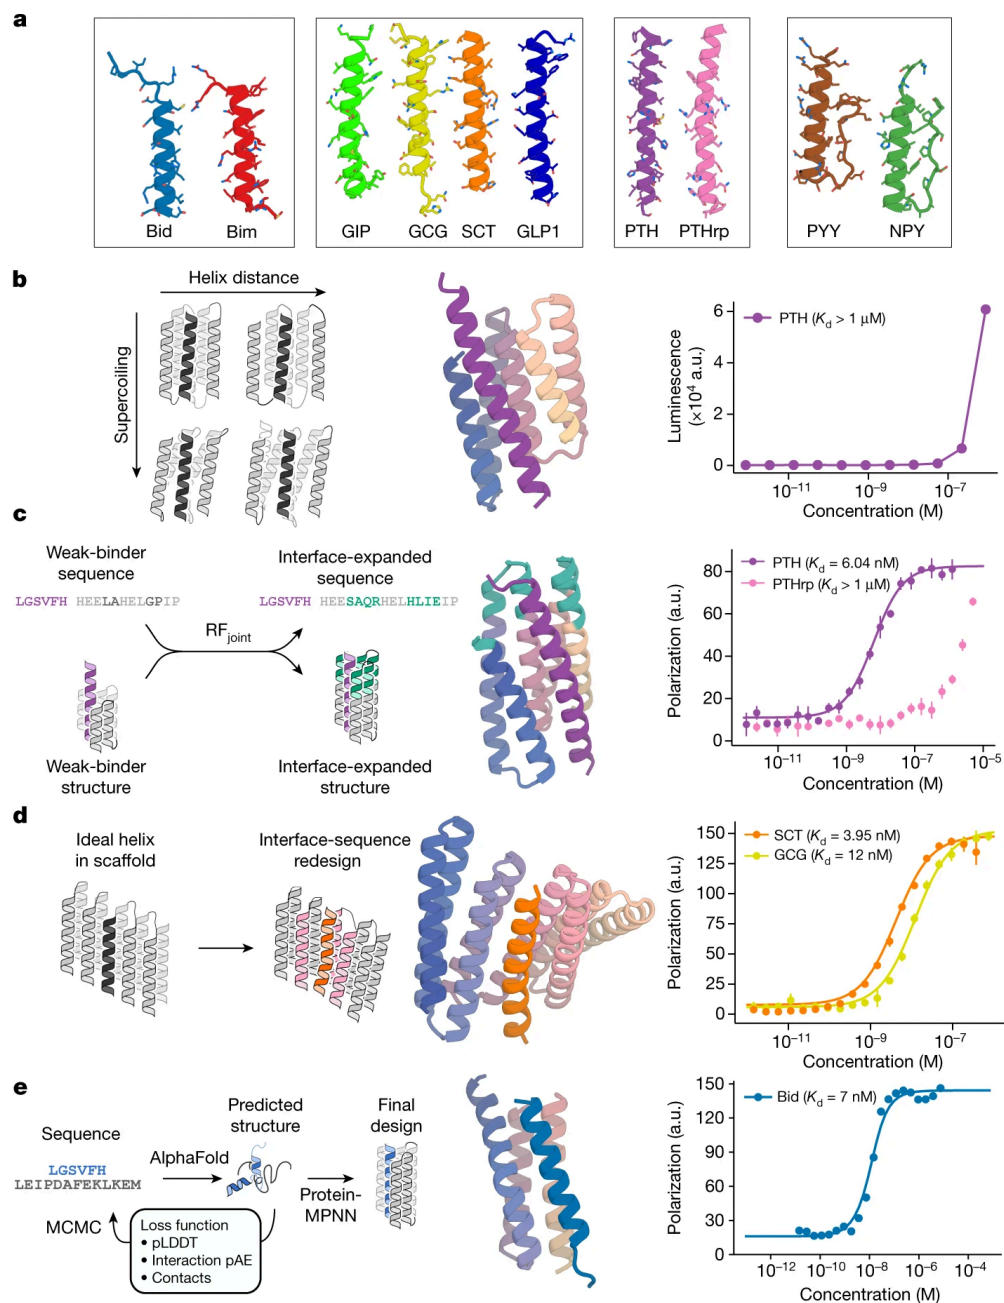 a
Bid
Bim
GIP
GCG
SCT
GLP1
PTH
PTHrp
PYY
NPY
b
Helix distance
Supercoiling
Luminescence
(×10⁴ a.u.)
6
4
2
0
PTH (Kd > 1 μM)
10⁻¹¹
10⁻⁹
10⁻⁷
Concentration (M)
c
Weak-binder
sequence
LGSVFH HEELAHELGPIP
Interface-expanded
sequence
LGSVFH HEESAQRHELHLIEIP
RFjoint
Weak-binder
structure
Interface-expanded
structure
Polarization (a.u.)
80
60
40
20
0
PTH (Kd = 6.04 nM)
PTHrp (Kd > 1 μM)
10⁻¹¹
10⁻⁹
10⁻⁷
10⁻⁵
Concentration (M)
d
Ideal helix
in scaffold
Interface-sequence
redesign
Polarization (a.u.)
150
125
100
75
50
25
0
SCT (Kd = 3.95 nM)
GCG (Kd = 12 nM)
10⁻¹¹
10⁻⁹
10⁻⁷
Concentration (M)
e
Sequence
LGSVFH
LEIPDAFEKLKEM
AlphaFold
Predicted
structure
Protein-
MPNN
Final
design
MCMC
Loss function
• pLDDT
• Interaction pAE
• Contacts
Polarization (a.u.)
150
120
90
60
30
0
Bid (Kd = 7 nM)
10⁻¹²
10⁻¹⁰
10⁻⁸
10⁻⁶
10⁻⁴
Concentration (M)